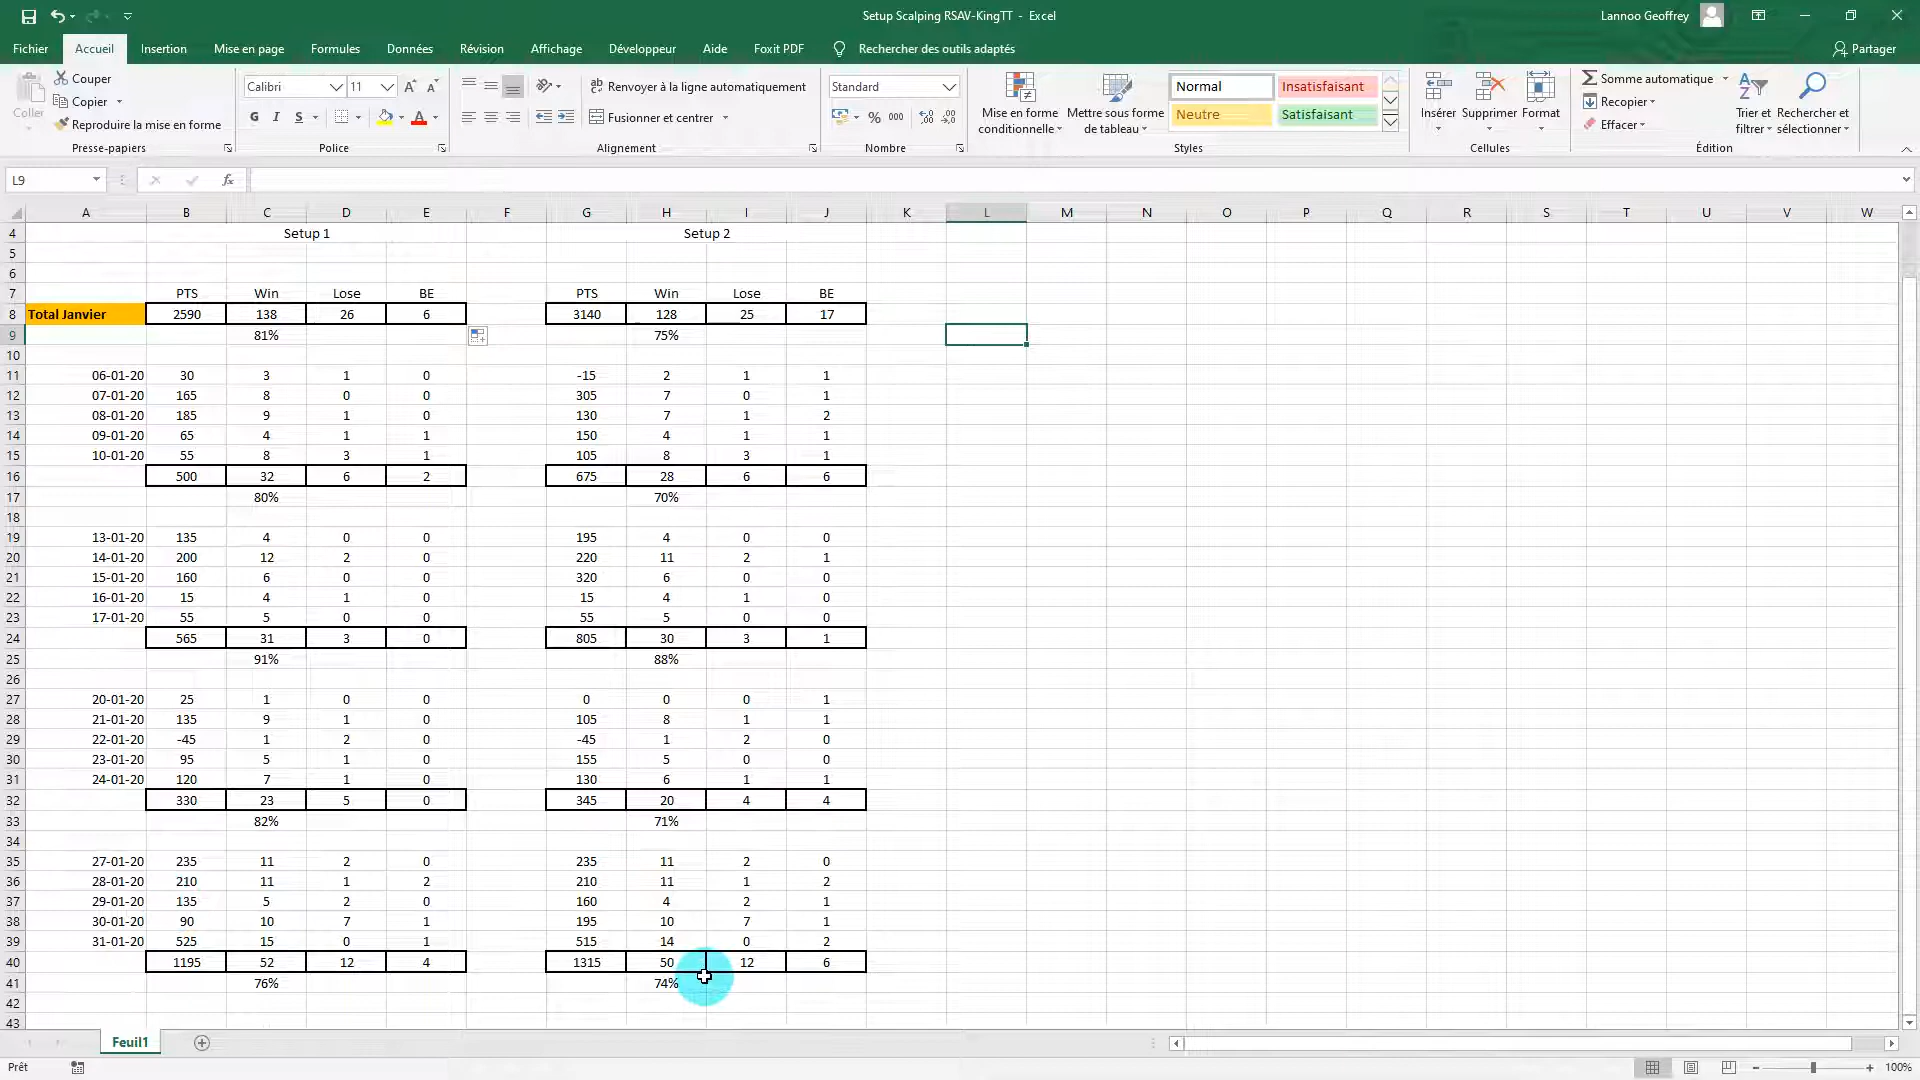 Setup Scalping RSAV-KingTT - Excel
Lannoo Geoffrey
Fichier Accueil Insertion Mise en page Formules Données Révision Affichage Développeur Aide Foxit PDF Rechercher des outils adaptés Partager
Coller
Couper
Copier
Reproduire la mise en forme
Presse-papiers
Calibri 11
G I S
Police
Renvoyer à la ligne automatiquement
Fusionner et centrer
Alignement
Standard
% 000
Nombre
Mise en forme conditionnelle
Mettre sous forme de tableau
Normal Insatisfaisant
Neutre Satisfaisant
Styles
Insérer Supprimer Format
Cellules
Somme automatique
Recopier
Effacer
Trier et filtrer
Rechercher et sélectionner
Édition
L9 fx
A B C D E F G H I J K L M N O P Q R S T U V W
4 Setup 1 Setup 2
5
6
7 PTS Win Lose BE PTS Win Lose BE
8 Total Janvier 2590 138 26 6 3140 128 25 17
9 81% 75%
10
11 06-01-20 30 3 1 0 -15 2 1 1
12 07-01-20 165 8 0 0 305 7 0 1
13 08-01-20 185 9 1 0 130 7 1 2
14 09-01-20 65 4 1 1 150 4 1 1
15 10-01-20 55 8 3 1 105 8 3 1
16 500 32 6 2 675 28 6 6
17 80% 70%
18
19 13-01-20 135 4 0 0 195 4 0 0
20 14-01-20 200 12 2 0 220 11 2 1
21 15-01-20 160 6 0 0 320 6 0 0
22 16-01-20 15 4 1 0 15 4 1 0
23 17-01-20 55 5 0 0 55 5 0 0
24 565 31 3 0 805 30 3 1
25 91% 88%
26
27 20-01-20 25 1 0 0 0 0 0 1
28 21-01-20 135 9 1 0 105 8 1 1
29 22-01-20 -45 1 2 0 -45 1 2 0
30 23-01-20 95 5 1 0 155 5 0 0
31 24-01-20 120 7 1 0 130 6 1 1
32 330 23 5 0 345 20 4 4
33 82% 71%
34
35 27-01-20 235 11 2 0 235 11 2 0
36 28-01-20 210 11 1 2 210 11 1 2
37 29-01-20 135 5 2 0 160 4 2 1
38 30-01-20 90 10 7 1 195 10 7 1
39 31-01-20 525 15 0 1 515 14 0 2
40 1195 52 12 4 1315 50 12 6
41 76% 74%
42
43
Feuil1
Prêt
100%